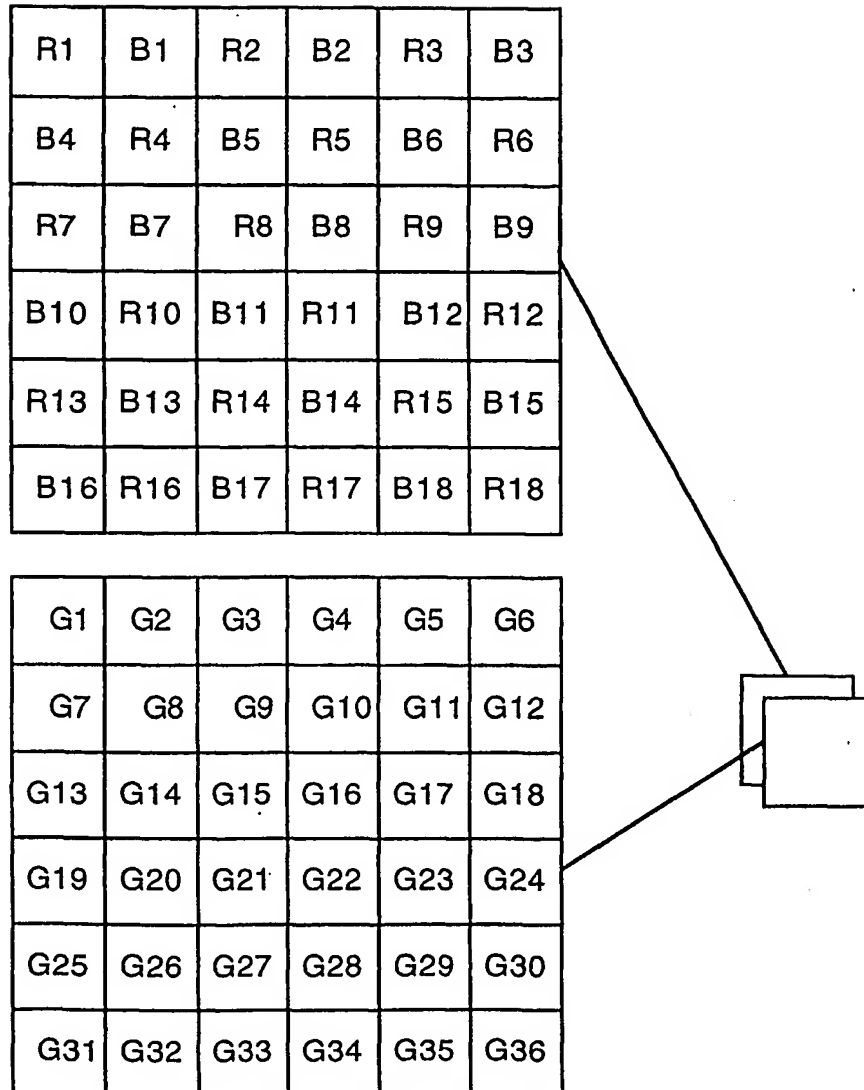 R1 B1 R2 B2 R3 B3
B4 R4 B5 R5 B6 R6
R7 B7 R8 B8 R9 B9
B10 R10 B11 R11 B12 R12
R13 B13 R14 B14 R15 B15
B16 R16 B17 R17 B18 R18
G1 G2 G3 G4 G5 G6
G7 G8 G9 G10 G11 G12
G13 G14 G15 G16 G17 G18
G19 G20 G21 G22 G23 G24
G25 G26 G27 G28 G29 G30
G31 G32 G33 G34 G35 G36